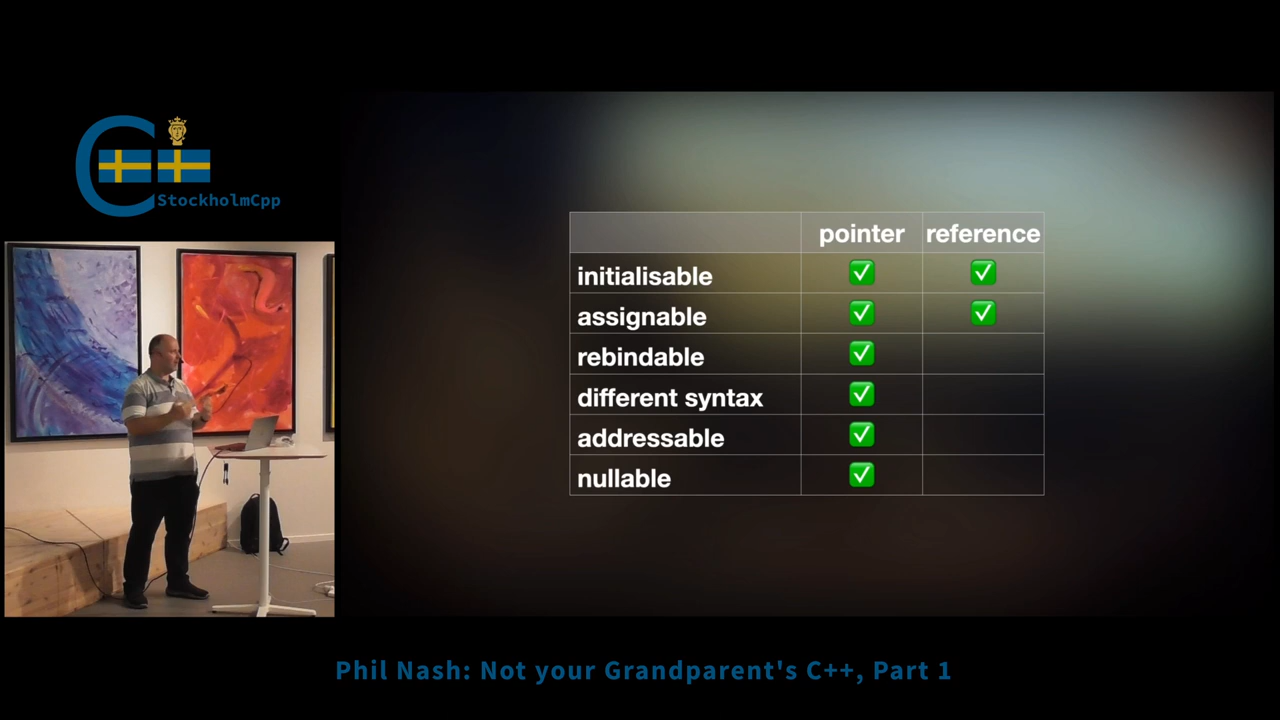 StockholmCpp
pointer reference
initialisable ✅ ✅
assignable ✅ ✅
rebindable ✅
different syntax ✅
addressable ✅
nullable ✅
Phil Nash: Not your Grandparent's C++, Part 1